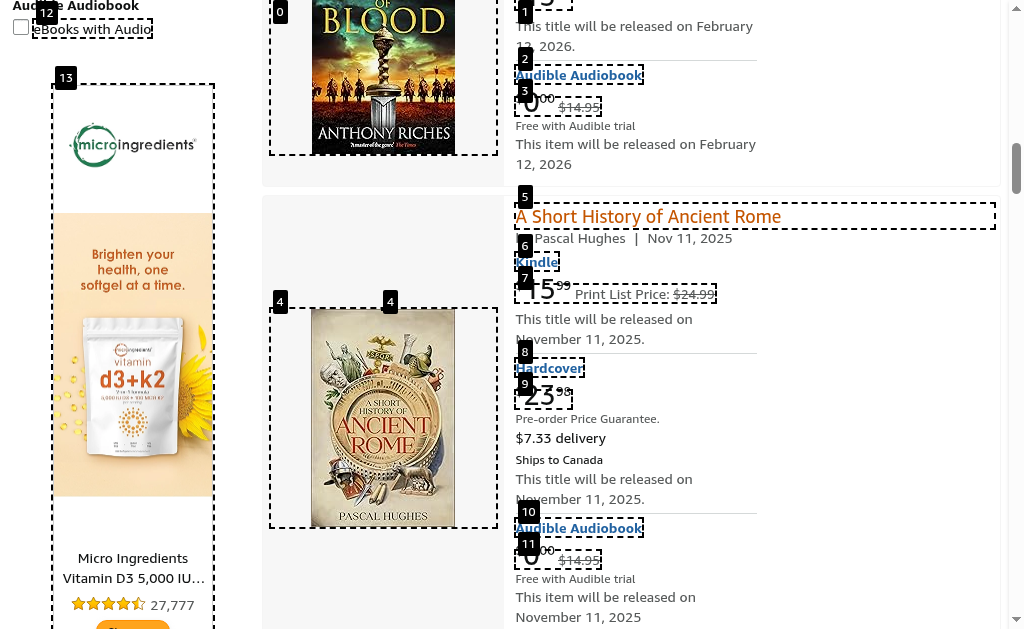 Audible Audiobook
eBooks with Audio
12
13
microingredients
Brighten your
health, one
softgel at a time.
microingredients
vitamin
d3+k2
Micro Ingredients
Vitamin D3 5,000 IU...
27,777
0
OF
BLOOD
ANTHONY RICHES
'A master of the genre' The Times
1
This title will be released on February
12, 2026.
2
Audible Audiobook
3
0.00 $14.95
Free with Audible trial
This item will be released on February
12, 2026
4
4
A SHORT
HISTORY OF
ANCIENT
ROME
PASCAL HUGHES
5
A Short History of Ancient Rome
by Pascal Hughes | Nov 11, 2025
6
Kindle
7
15 99 Print List Price: $24.99
This title will be released on
November 11, 2025.
8
Hardcover
9
23 98
Pre-order Price Guarantee.
$7.33 delivery
Ships to Canada
This title will be released on
November 11, 2025.
10
Audible Audiobook
11
0 00 $14.95
Free with Audible trial
This item will be released on
November 11, 2025